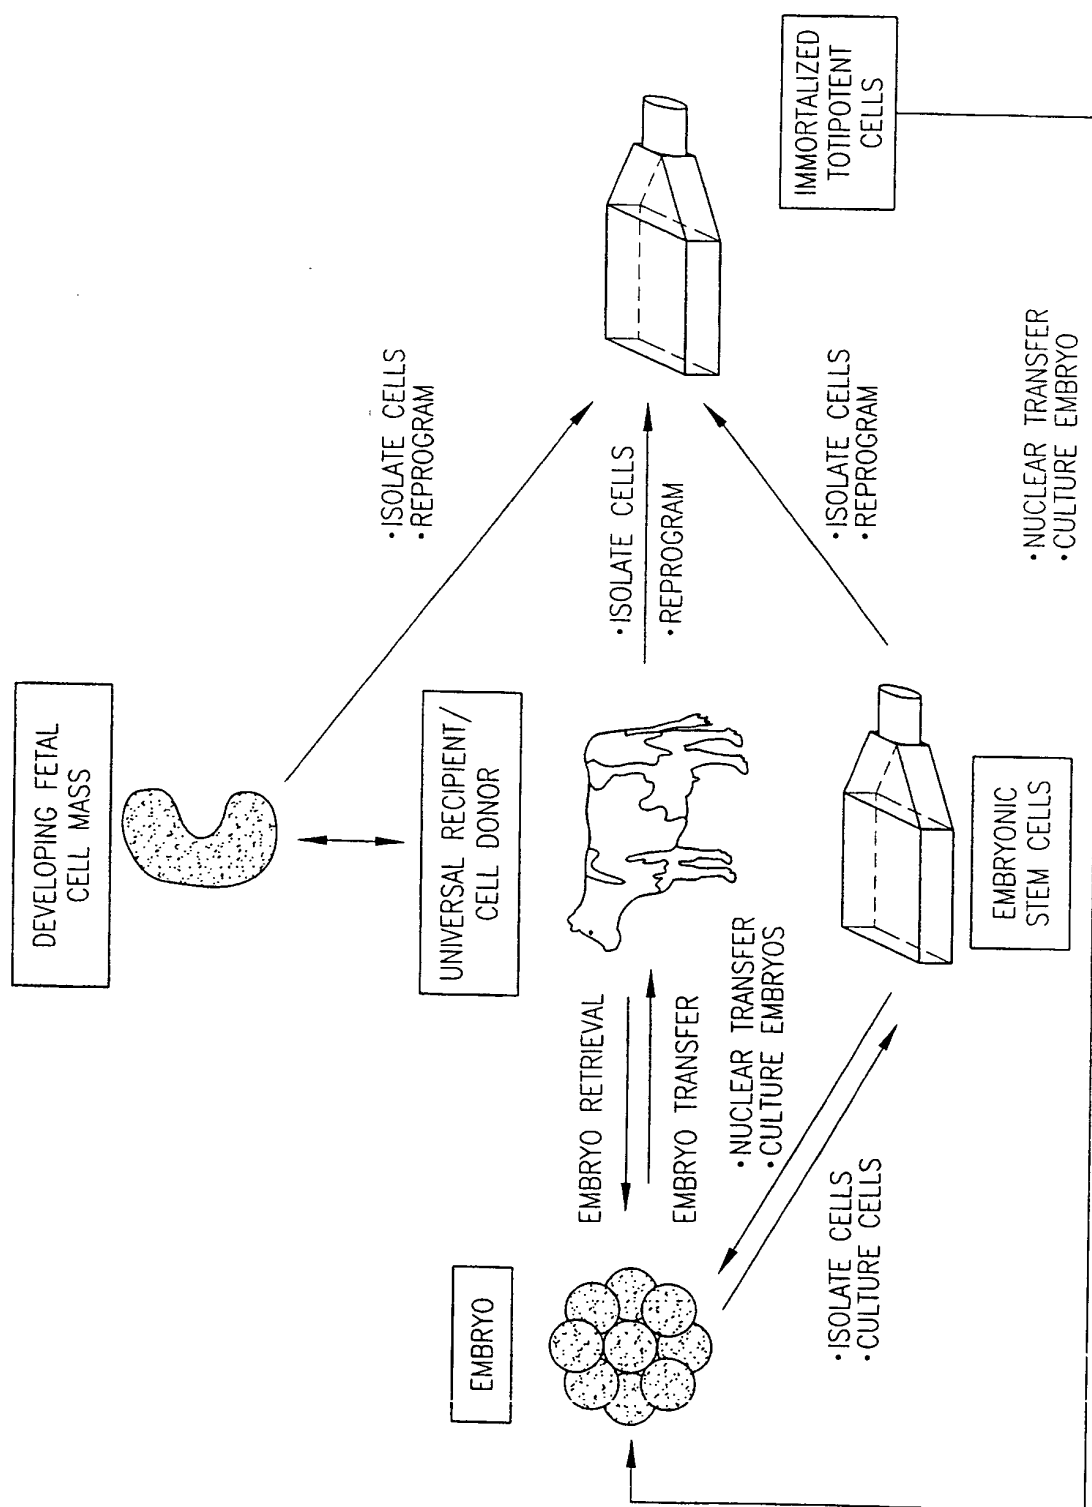 DEVELOPING FETAL
CELL MASS
·ISOLATE CELLS
·REPROGRAM
UNIVERSAL RECIPIENT/
CELL DONOR
EMBRYO
EMBRYO RETRIEVAL
EMBRYO TRANSFER
·ISOLATE CELLS
·REPROGRAM
·NUCLEAR TRANSFER
·CULTURE EMBRYOS
·ISOLATE CELLS
·CULTURE CELLS
EMBRYONIC
STEM CELLS
·ISOLATE CELLS
·REPROGRAM
IMMORTALIZED
TOTIPOTENT
CELLS
·NUCLEAR TRANSFER
·CULTURE EMBRYO